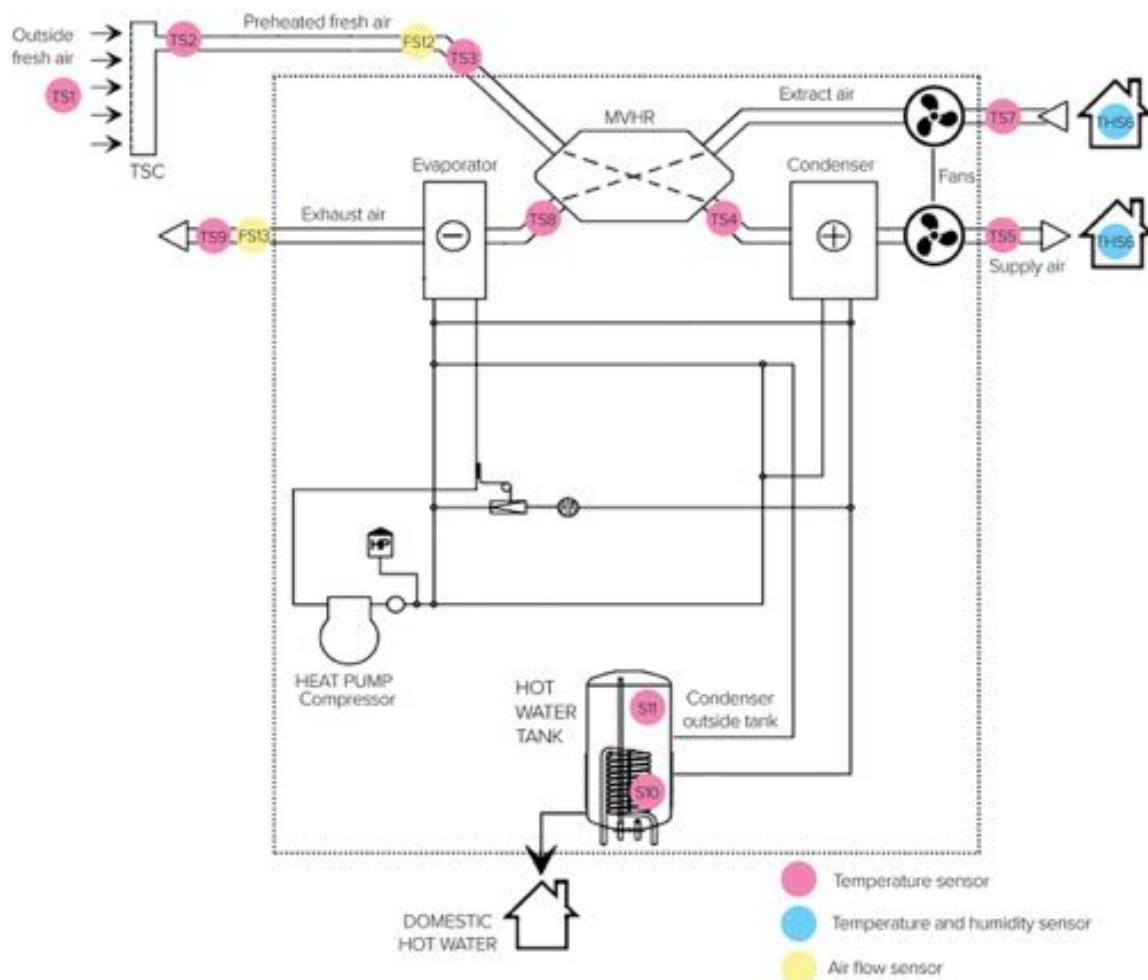 Outside
fresh air
TS1
TSC
TS2
Preheated fresh air
FS12
TS3
MVHR
Extract air
TS7
THS6
Evaporator
Condenser
Fans
TS9
FS13
Exhaust air
TS8
TS4
TS5
THS6
Supply air
HP
HEAT PUMP
Compressor
HOT
WATER
TANK
S11
S10
Condenser
outside tank
DOMESTIC
HOT WATER
Temperature sensor
Temperature and humidity sensor
Air flow sensor